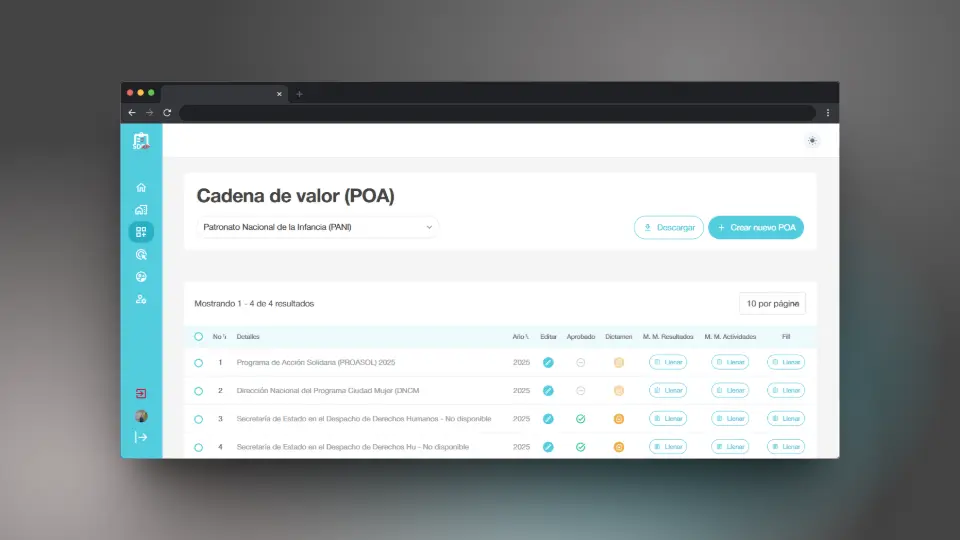 Cadena de valor (POA)
Patronato Nacional de la Infancia (PANI)
Descargar
+ Crear nuevo POA
Mostrando 1 - 4 de 4 resultados
10 por página
No Detalles Año Editar Aprobado Dictamen M. M. Resultados M. M. Actividades Fill
1 Programa de Acción Solidaria (PROASOL) 2025 2025 Llenar Llenar Llenar
2 Dirección Nacional del Programa Ciudad Mujer (DNCM 2025 Llenar Llenar Llenar
3 Secretaría de Estado en el Despacho de Derechos Humanos - No disponible 2025 Llenar Llenar Llenar
4 Secretaría de Estado en el Despacho de Derechos Hu - No disponible 2025 Llenar Llenar Llenar